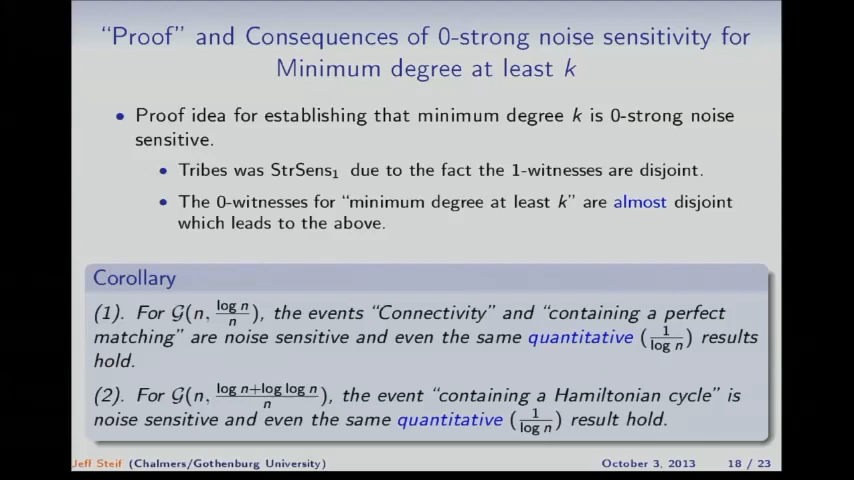 "Proof" and Consequences of 0-strong noise sensitivity for
Minimum degree at least k
• Proof idea for establishing that minimum degree k is 0-strong noise
sensitive.
• Tribes was StrSens₁ due to the fact the 1-witnesses are disjoint.
• The 0-witnesses for "minimum degree at least k" are almost disjoint
which leads to the above.
Corollary
(1). For 𝒢(n, log n/n), the events "Connectivity" and "containing a perfect
matching" are noise sensitive and even the same quantitative (1/log n) results
hold.
(2). For 𝒢(n, log n+log log n/n), the event "containing a Hamiltonian cycle" is
noise sensitive and even the same quantitative (1/log n) result hold.
Jeff Steif (Chalmers/Gothenburg University) October 3, 2013 18 / 23